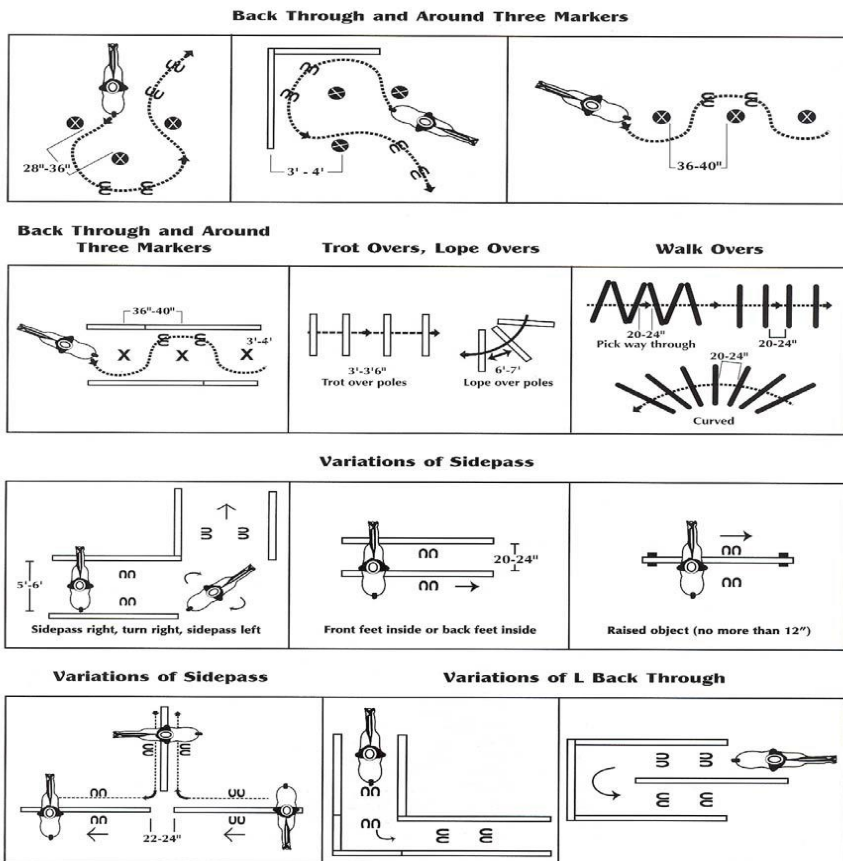 Back Through and Around Three Markers
28"-36"
3' - 4'
36-40"
Back Through and Around
Three Markers
36"-40"
3'-4'
X X X
Trot Overs, Lope Overs
3'-3'6"
Trot over poles
6'-7'
Lope over poles
Walk Overs
20-24"
Pick way through
20-24"
20-24"
Curved
Variations of Sidepass
5'-6'
Sidepass right, turn right, sidepass left
20-24"
Front feet inside or back feet inside
Raised object (no more than 12")
Variations of Sidepass
22-24"
Variations of L Back Through